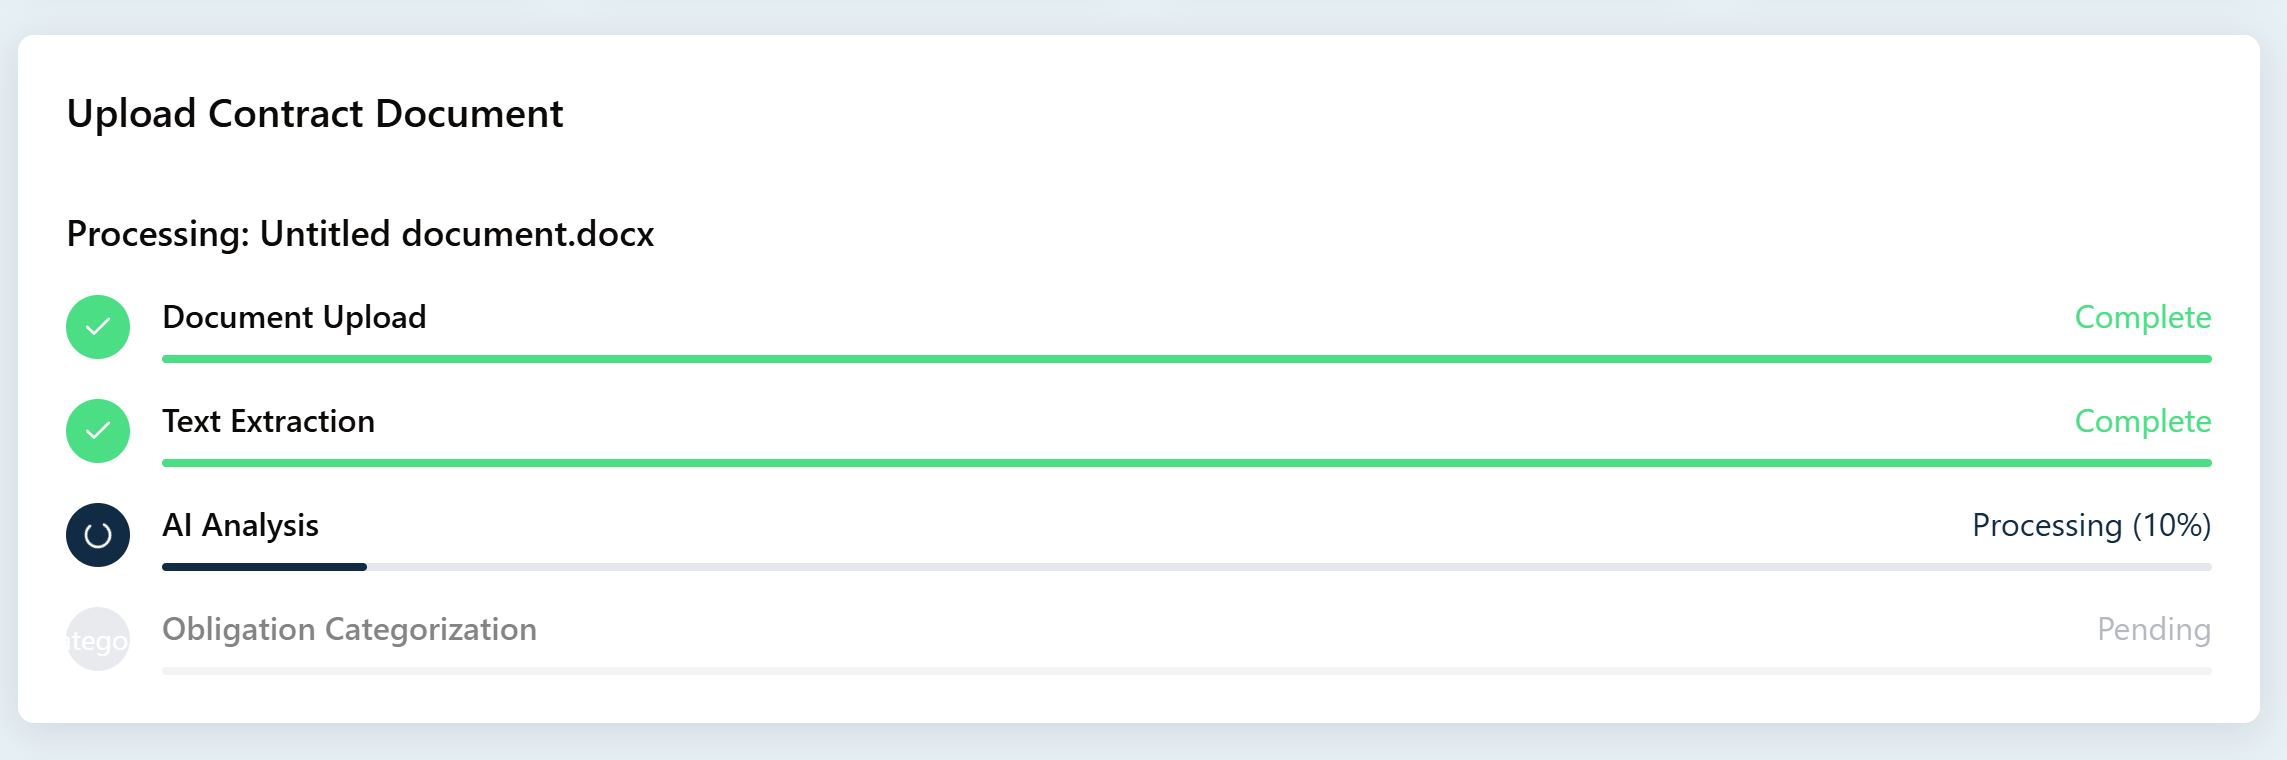 Upload Contract Document
Processing: Untitled document.docx
Document Upload
Complete
Text Extraction
Complete
AI Analysis
Processing (10%)
tego
Obligation Categorization
Pending